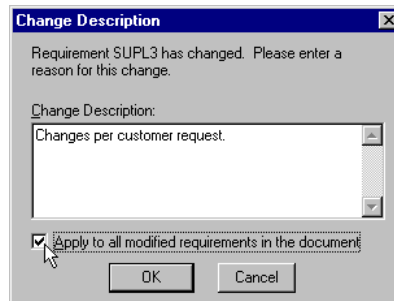 Change Description
Requirement SUPL3 has changed. Please enter a
reason for this change.
Change Description:
Changes per customer request.
Apply to all modified requirements in the document
OK Cancel